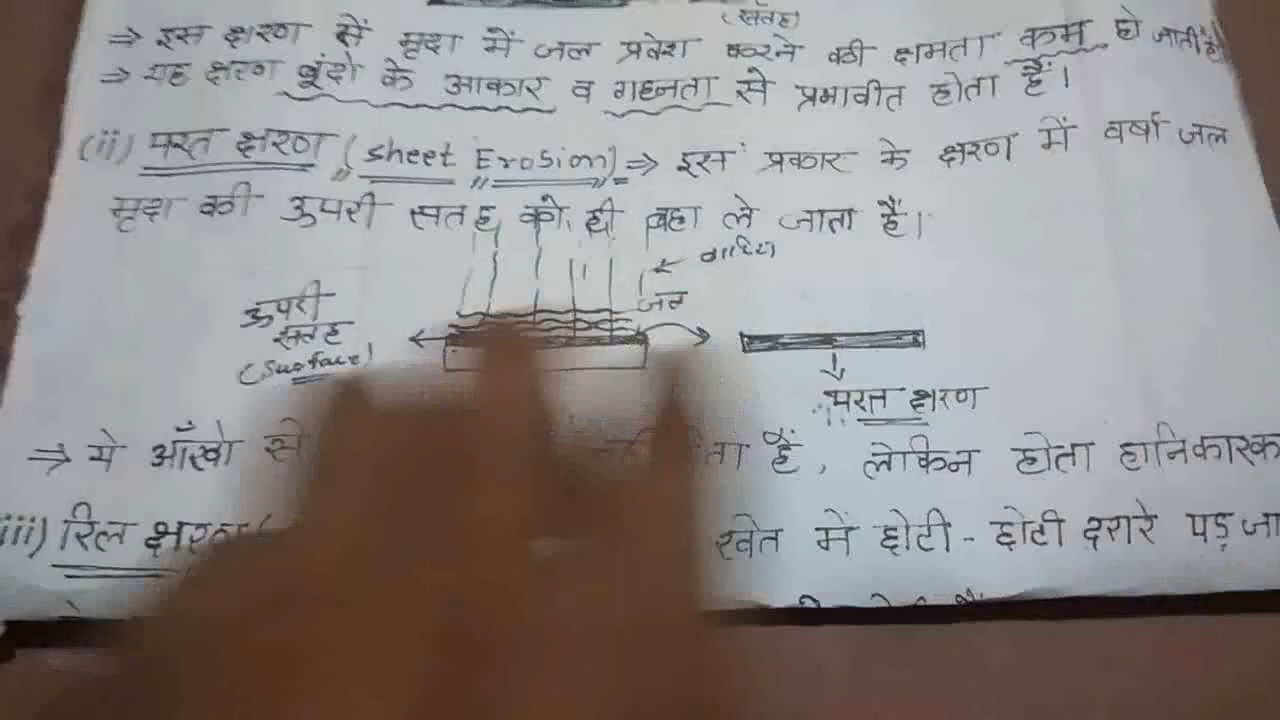 (सतह)
⇒ इस क्षरण से मृदा में जल प्रवेश करने की क्षमता कम हो जाती है
⇒ यह क्षरण बूंदो के आकार व गहनता से प्रभावीत होता है।
(ii) परत क्षरण (Sheet Erosion) ⇒ इस प्रकार के क्षरण में वर्षा जल
मृदा की ऊपरी सतह को ही बहा ले जाता है।
ऊपरी
सतह
(Surface)
जल
परत क्षरण
⇒ ये आँखो से है, लेकिन होता हानिकारक
(iii) रिल क्षरण ( खेत में छोटी - छोटी दरारे पड़ जा